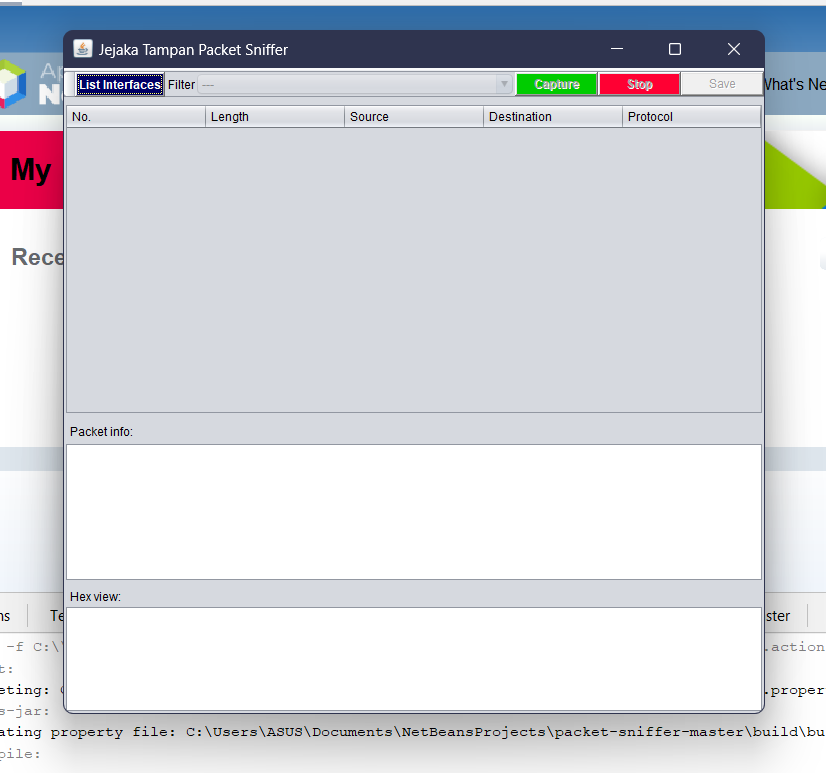 Jejaka Tampan Packet Sniffer
Ap
N
What's Ne
List Interfaces Filter --- Capture Stop Save
No. Length Source Destination Protocol
My
Rece
Packet info:
Hex view:
ns Te ster
-f C:\ .action
t:
eting: .proper
s-jar:
ating property file: C:\Users\ASUS\Documents\NetBeansProjects\packet-sniffer-master\build\bu
pile: